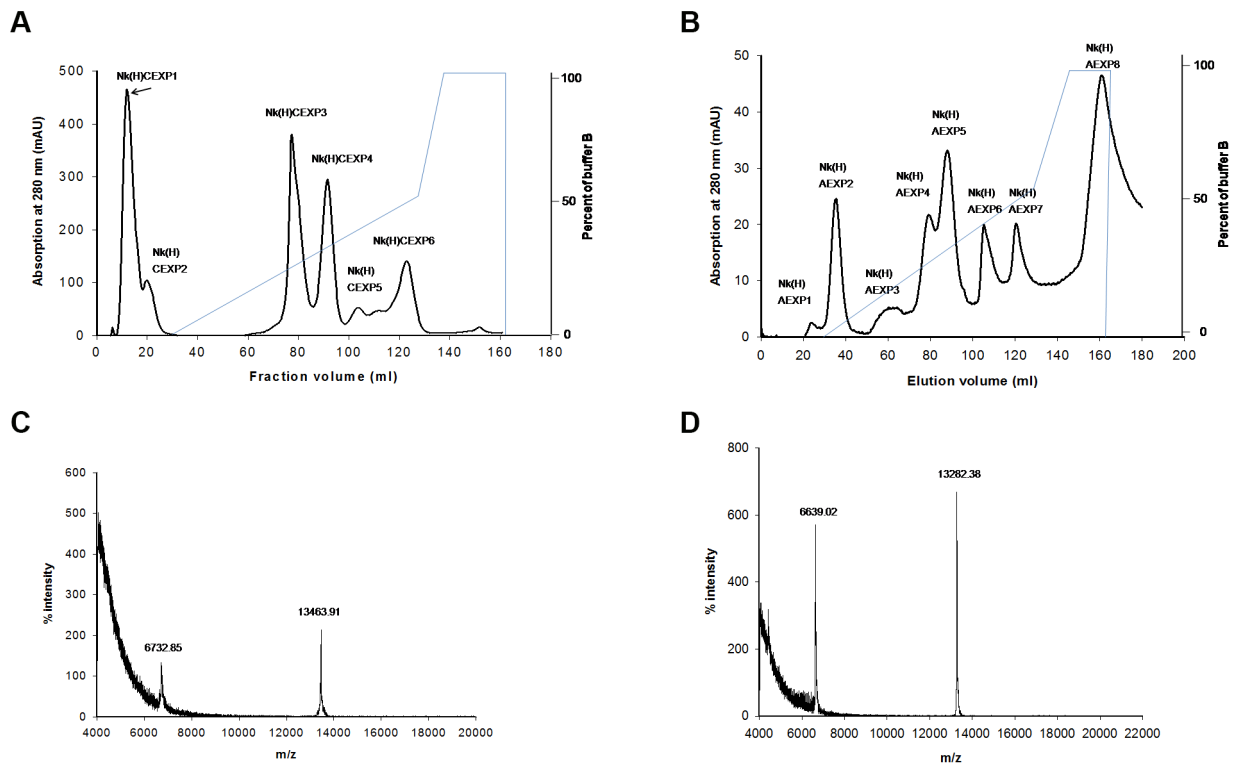 A
Nk(H)CEXP1
Nk(H)
CEXP2
Nk(H)CEXP3
Nk(H)CEXP4
Nk(H)
CEXP5
Nk(H)CEXP6
Absorption at 280 nm (mAU)
500
400
300
200
100
0
0 20 40 60 80 100 120 140 160 180
Fraction volume (ml)
100
50
0
Percent of buffer B
B
Nk(H)
AEXP1
Nk(H)
AEXP2
Nk(H)
AEXP3
Nk(H)
AEXP4
Nk(H)
AEXP5
Nk(H)
AEXP6
Nk(H)
AEXP7
Nk(H)
AEXP8
Absorption at 280 nm (mAU)
50
40
30
20
10
0
0 20 40 60 80 100 120 140 160 180 200
Elution volume (ml)
100
50
0
Percent of buffer B
C
6732.85
13463.91
% intensity
600
500
400
300
200
100
0
4000 6000 8000 10000 12000 14000 16000 18000 20000
m/z
D
6639.02
13282.38
% intensity
800
600
400
200
0
4000 6000 8000 10000 12000 14000 16000 18000 20000 22000
m/z